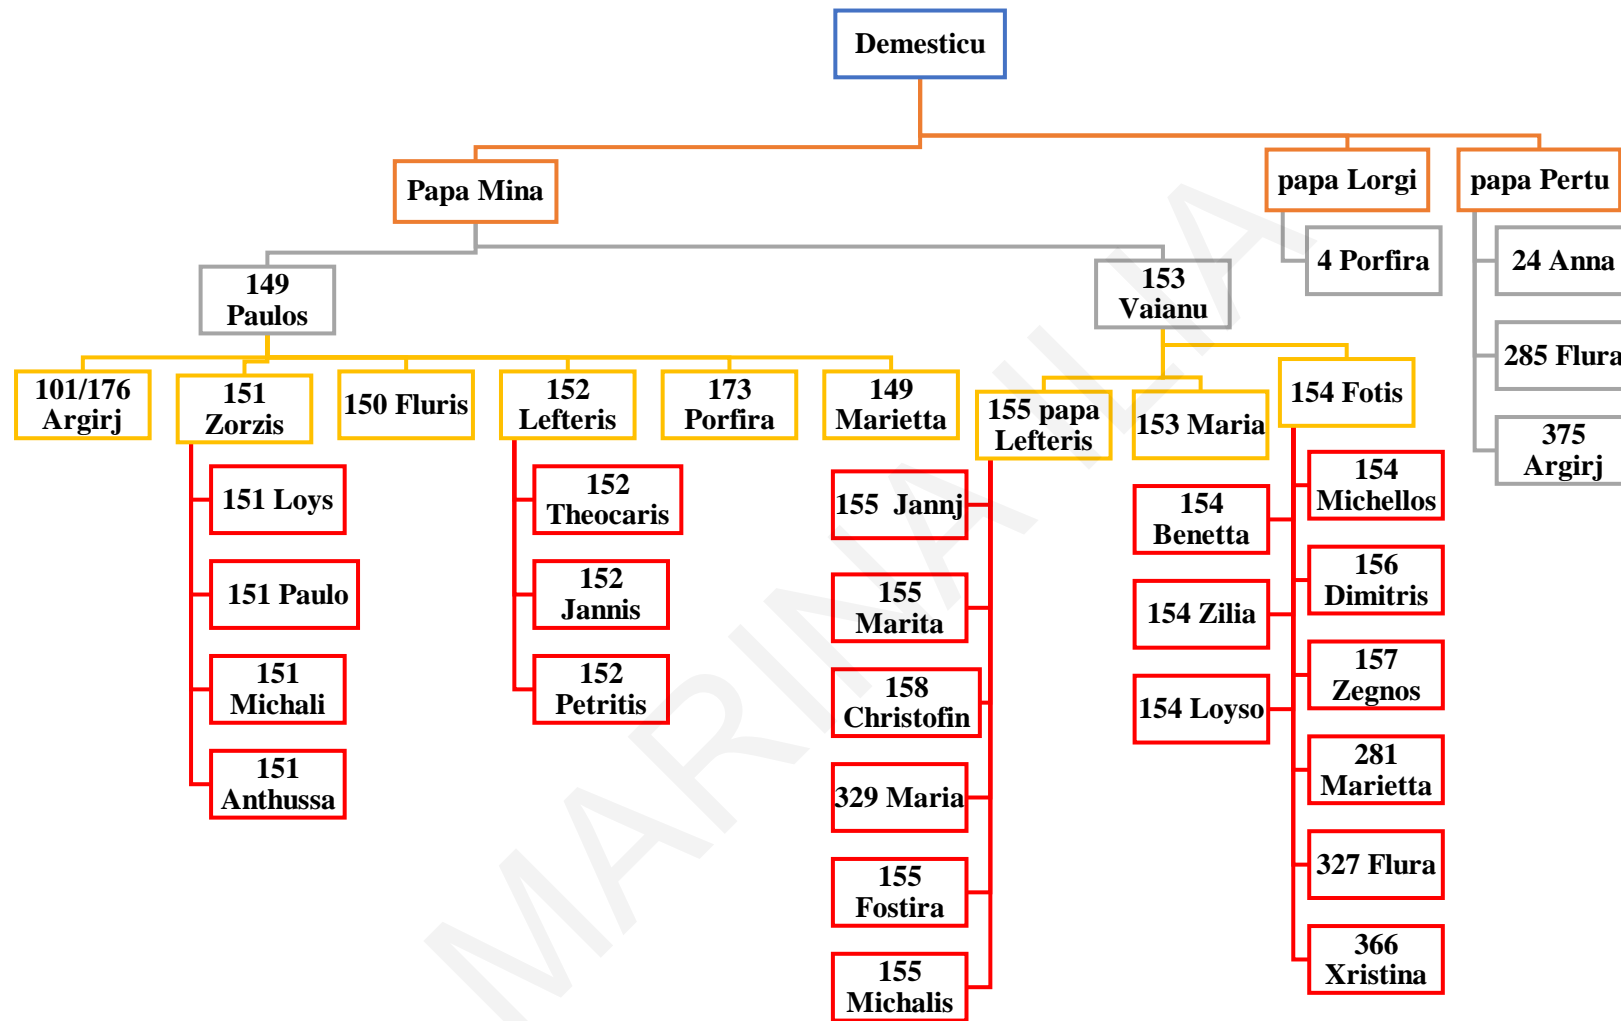 Demesticu
Papa Mina
papa Lorgi
papa Pertu
4 Porfira
24 Anna
285 Flura
375
Argirj
149
Paulos
153
Vaianu
101/176
Argirj
151
Zorzis
150 Fluris
152
Lefteris
173
Porfira
149
Marietta
155 papa
Lefteris
153 Maria
154 Fotis
151 Loys
151 Paulo
151
Michali
151
Anthussa
152
Theocaris
152
Jannis
152
Petritis
155  Jannj
155
Marita
158
Christofin
329 Maria
155
Fostira
155
Michalis
154
Benetta
154 Zilia
154 Loyso
154
Michellos
156
Dimitris
157
Zegnos
281
Marietta
327 Flura
366
Xristina
MARINA ILIA